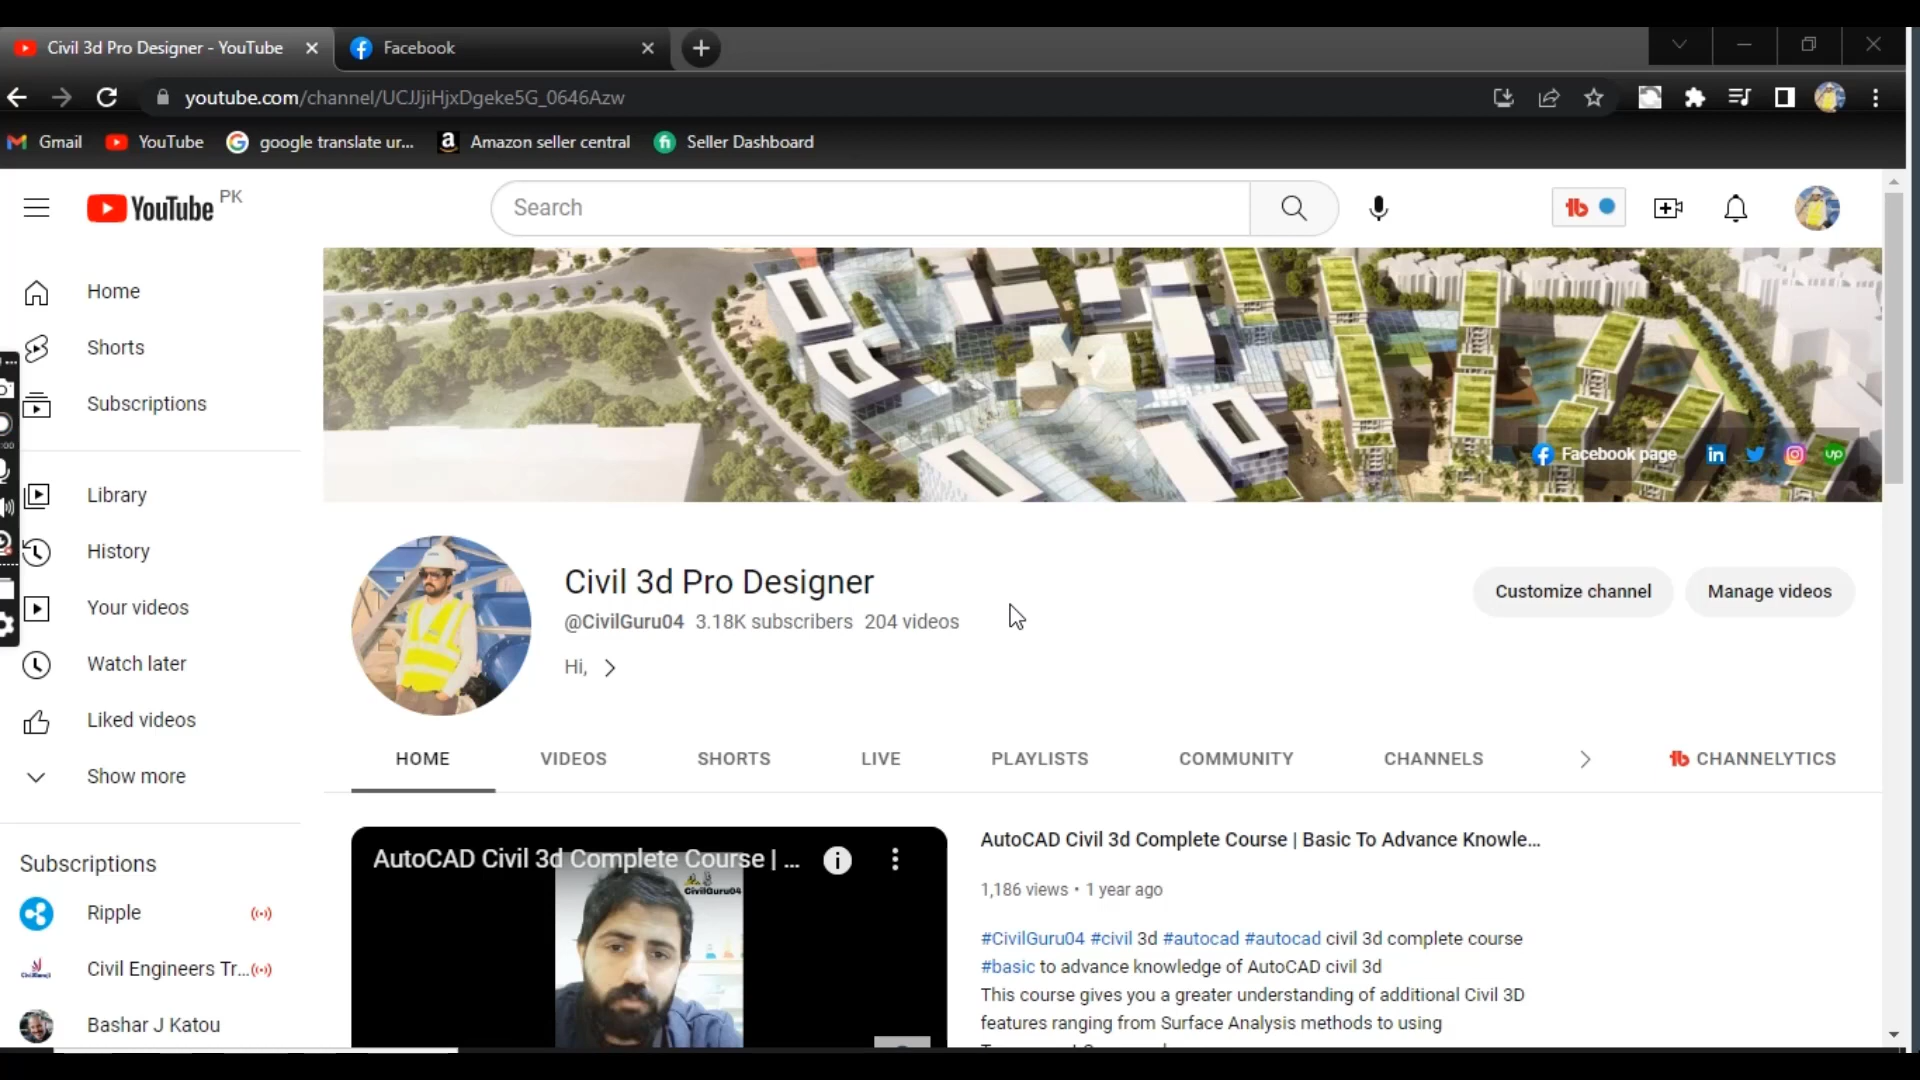 Civil 3d Pro Designer - YouTube
Facebook
youtube.com/channel/UCJJjiHjxDgeke5G_0646Azw
Gmail
YouTube
google translate ur...
Amazon seller central
Seller Dashboard
YouTube PK
Search
Home
Shorts
Subscriptions
Library
History
Your videos
Watch later
Liked videos
Show more
Subscriptions
Ripple
Civil Engineers Tr...
Bashar J Katou
Facebook page
Civil 3d Pro Designer
@CivilGuru04 3.18K subscribers 204 videos
Hi,
Customize channel
Manage videos
HOME
VIDEOS
SHORTS
LIVE
PLAYLISTS
COMMUNITY
CHANNELS
CHANNELYTICS
AutoCAD Civil 3d Complete Course | ...
CivilGuru04
AutoCAD Civil 3d Complete Course | Basic To Advance Knowle...
1,186 views • 1 year ago
#CivilGuru04 #civil 3d #autocad #autocad civil 3d complete course
#basic to advance knowledge of AutoCAD civil 3d
This course gives you a greater understanding of additional Civil 3D
features ranging from Surface Analysis methods to using